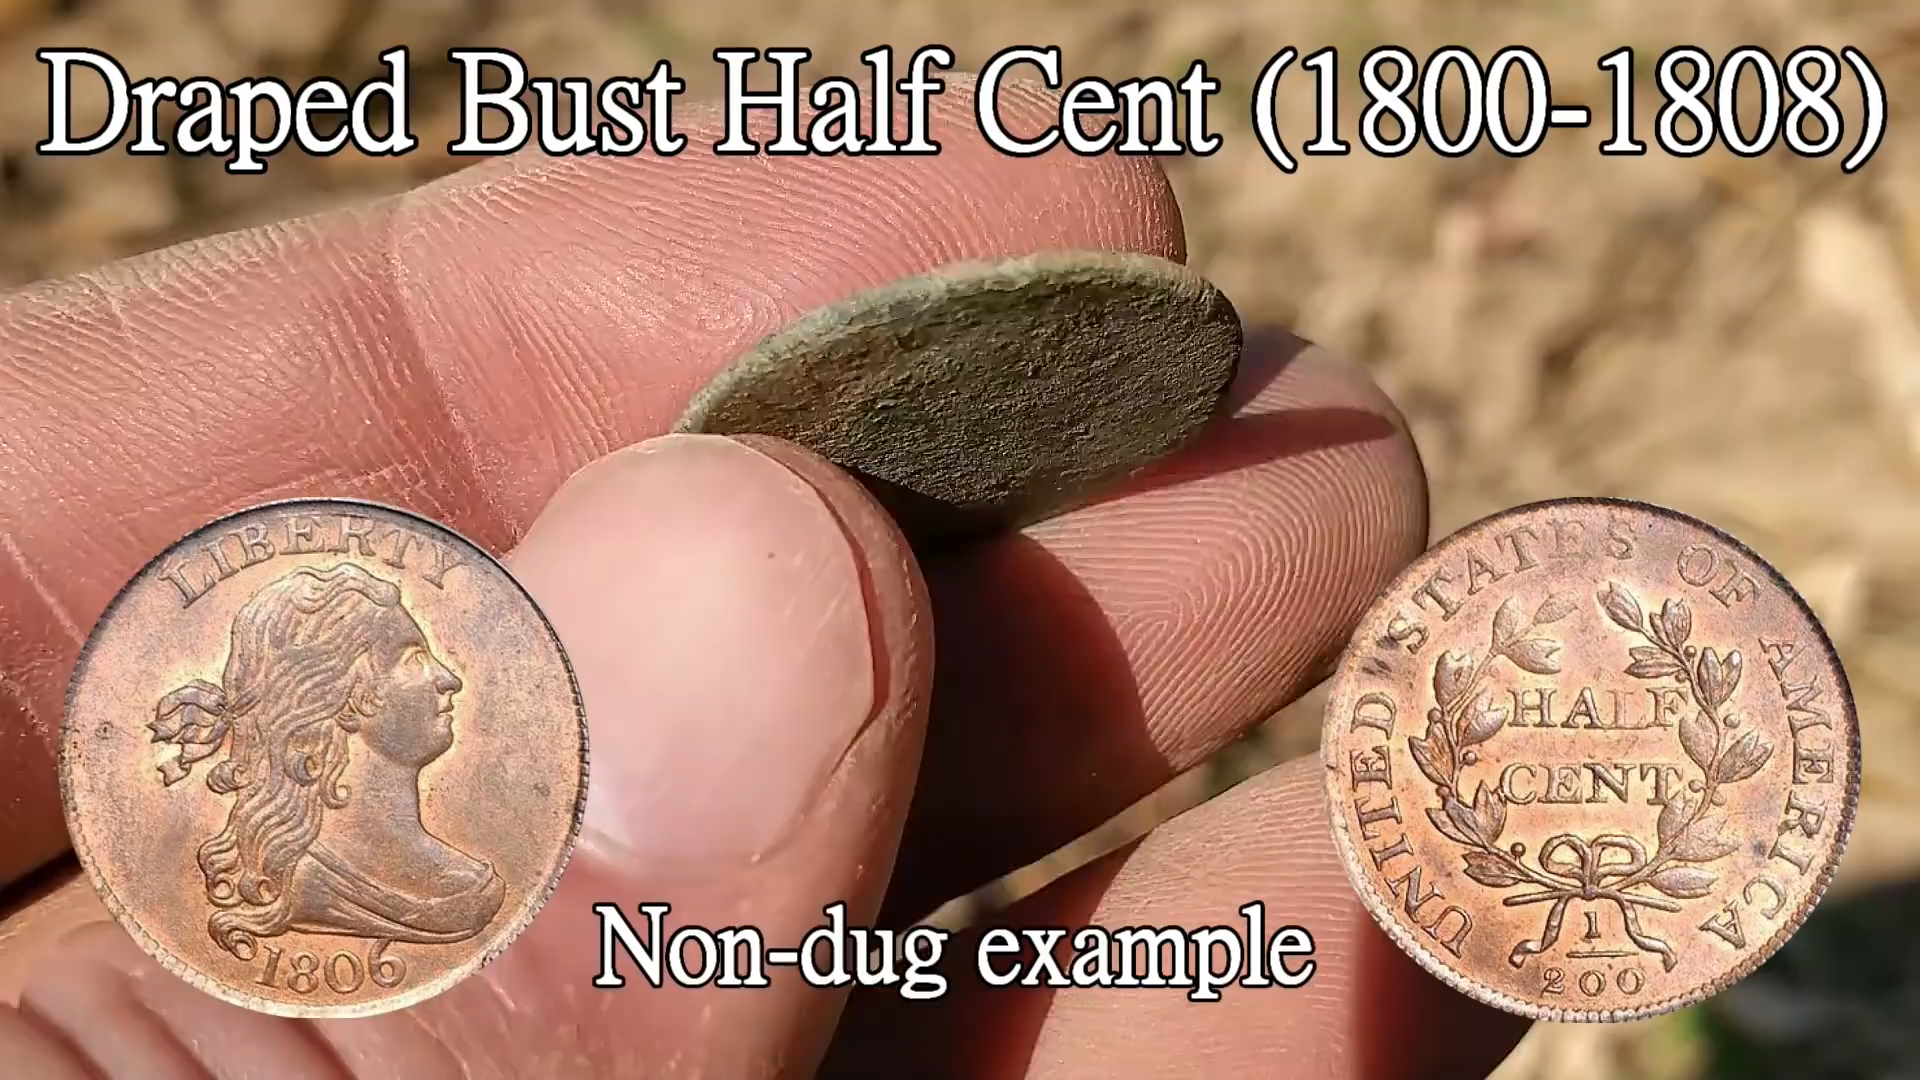 Draped Bust Half Cent (1800-1808)
LIBERTY
1806
Non-dug example
UNITED STATES OF AMERICA
HALF
CENT
1
200